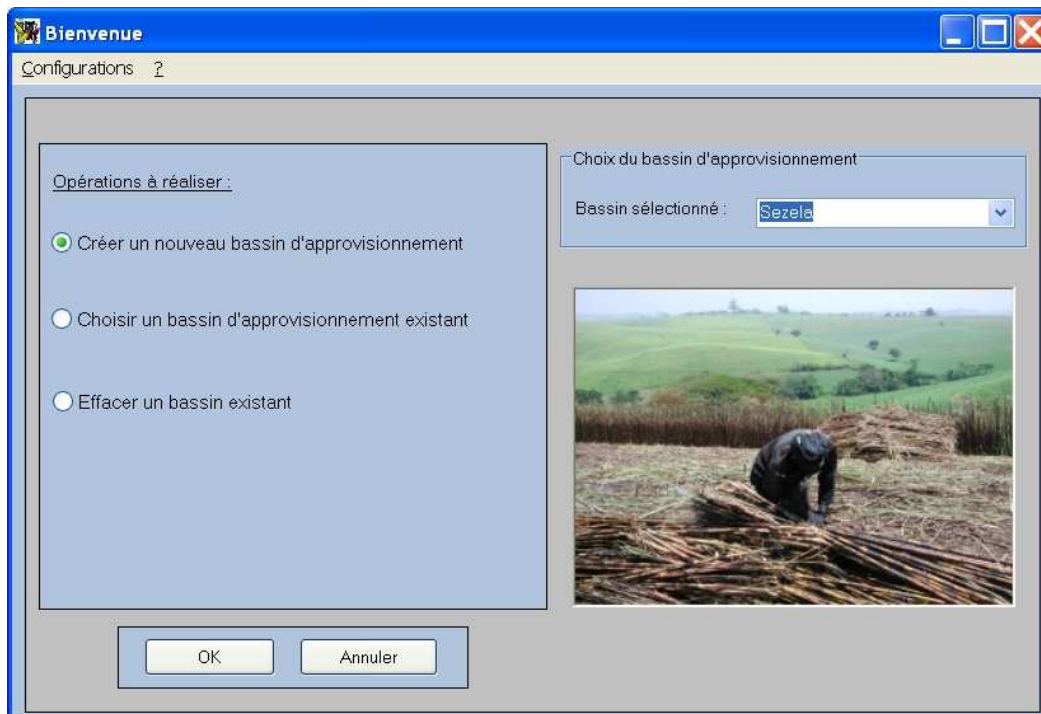 Bienvenue
Configurations ?
Opérations à réaliser :
Créer un nouveau bassin d'approvisionnement
Choisir un bassin d'approvisionnement existant
Effacer un bassin existant
Choix du bassin d'approvisionnement
Bassin sélectionné : Sezela
OK Annuler